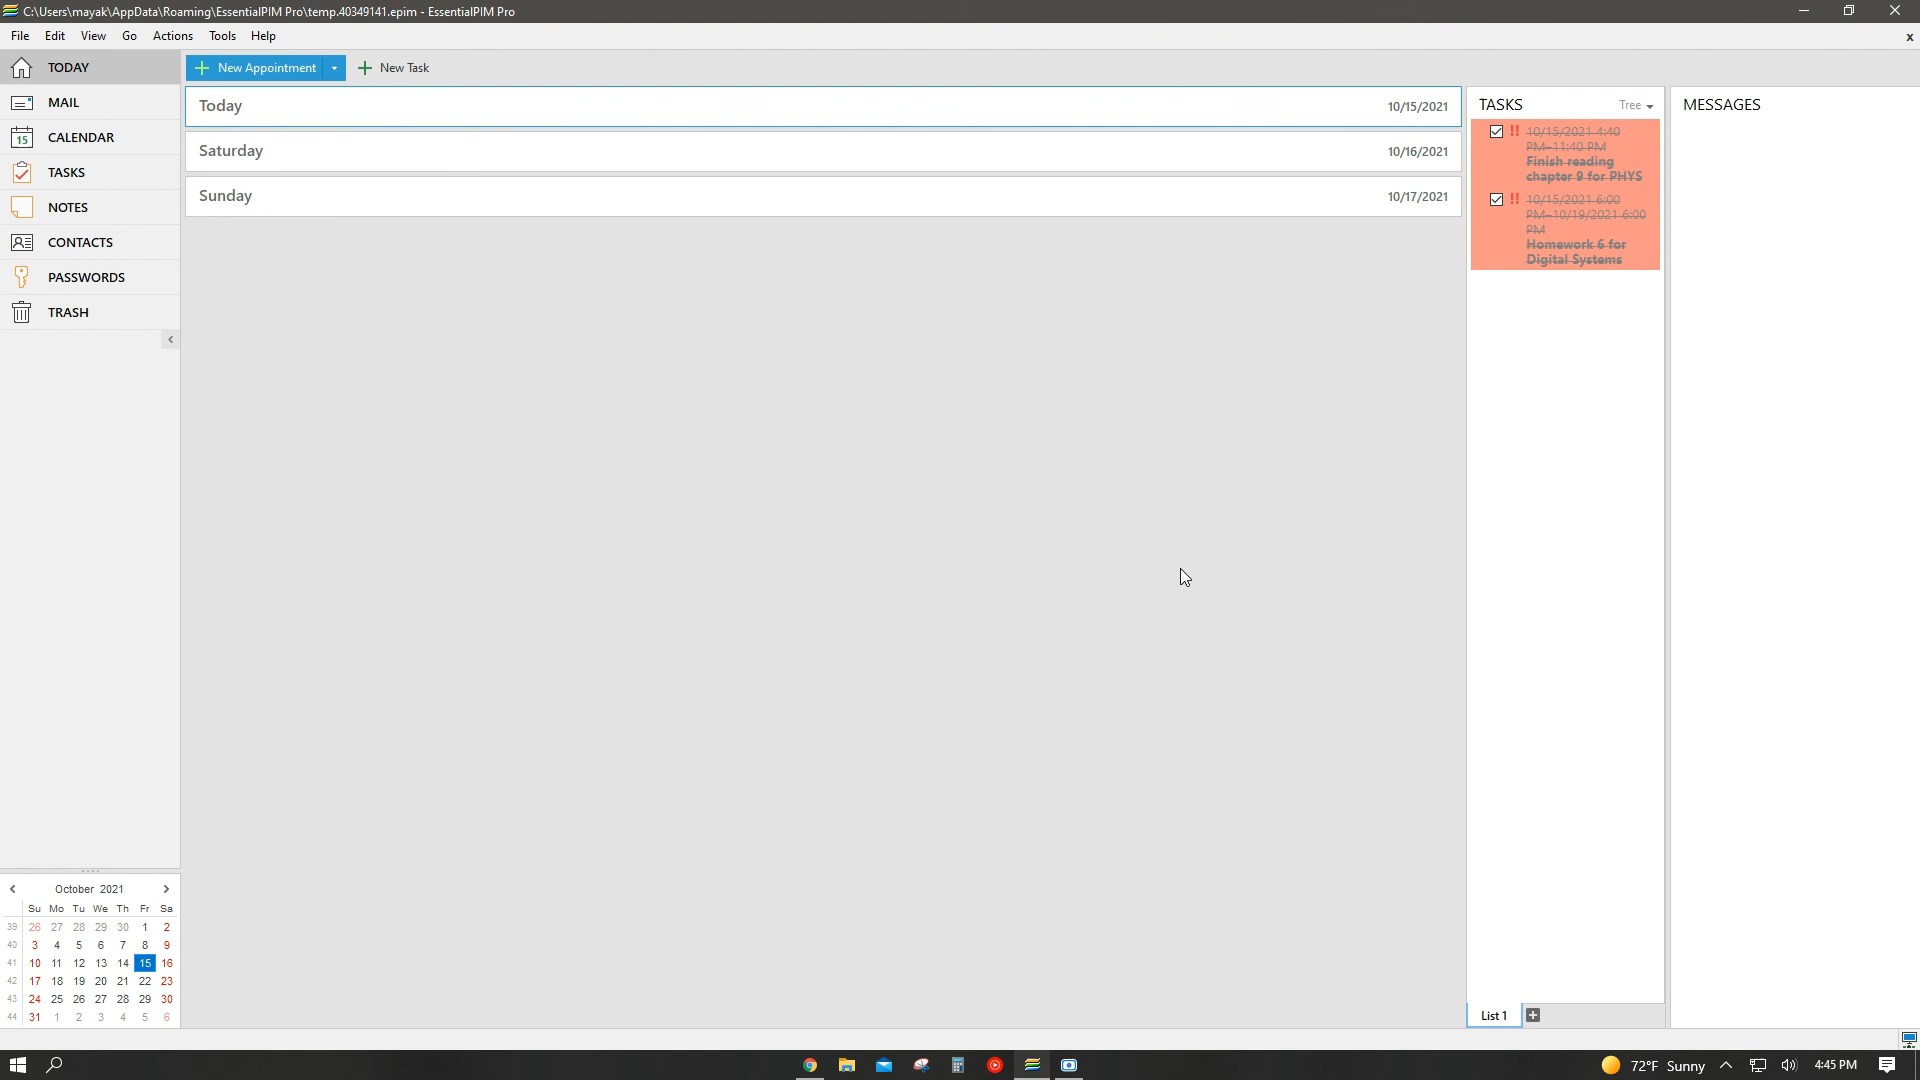 C:\Users\mayak\AppData\Roaming\EssentialPIM Pro\temp.40349141.epim - EssentialPIM Pro
File Edit View Go Actions Tools Help x
TODAY
MAIL
15 CALENDAR
TASKS
NOTES
CONTACTS
PASSWORDS
TRASH
New Appointment New Task
Today 10/15/2021
Saturday 10/16/2021
Sunday 10/17/2021
TASKS Tree
!! 10/15/2021 4:40
PM–11:40 PM
Finish reading
chapter 9 for PHYS
!! 10/15/2021 6:00
PM–10/19/2021 6:00
PM
Homework 6 for
Digital Systems
MESSAGES
List 1
October 2021
Su Mo Tu We Th Fr Sa
39 26 27 28 29 30 1 2
40 3 4 5 6 7 8 9
41 10 11 12 13 14 15 16
42 17 18 19 20 21 22 23
43 24 25 26 27 28 29 30
44 31 1 2 3 4 5 6
72°F Sunny 4:45 PM